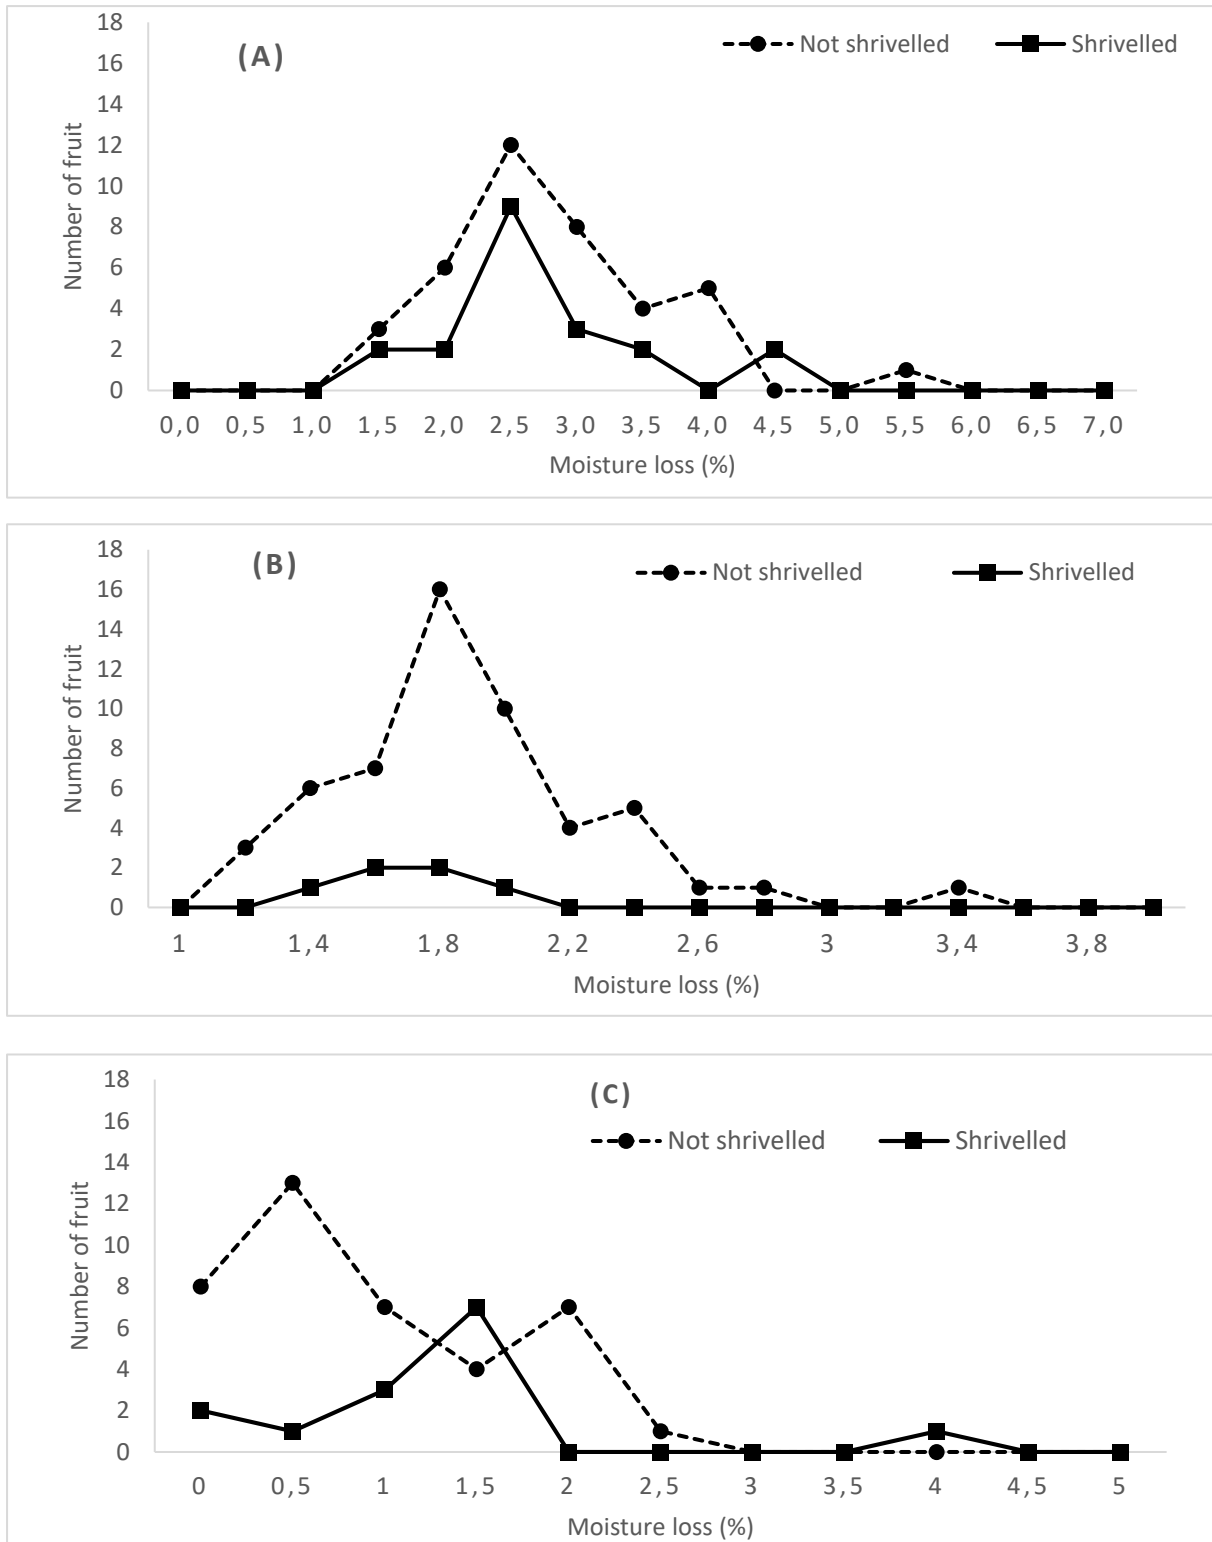 (A)
Not shrivelled
Shrivelled
Number of fruit
18
16
14
12
10
8
6
4
2
0
0,0 0,5 1,0 1,5 2,0 2,5 3,0 3,5 4,0 4,5 5,0 5,5 6,0 6,5 7,0
Moisture loss (%)
(B)
Not shrivelled
Shrivelled
Number of fruit
18
16
14
12
10
8
6
4
2
0
1 1,4 1,8 2,2 2,6 3 3,4 3,8
Moisture loss (%)
(C)
Not shrivelled
Shrivelled
Number of fruit
18
16
14
12
10
8
6
4
2
0
0 0,5 1 1,5 2 2,5 3 3,5 4 4,5 5
Moisture loss (%)